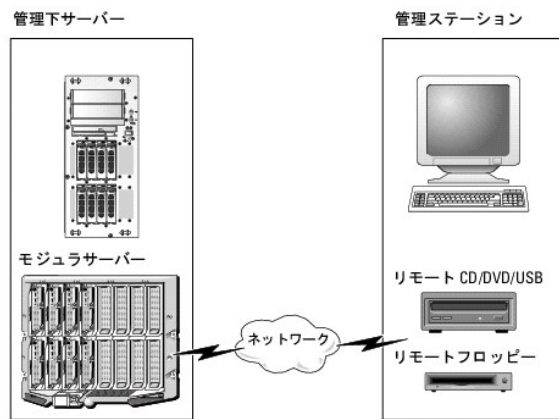 管理下サーバー
管理ステーション
モジュラサーバー
リモート CD/DVD/USB
ネットワーク
リモートフロッピー